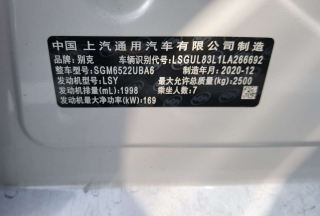 中国 上汽通用汽车有限公司制造
品牌：别克 车辆识别代号：LSGUL83L1LA266692
整车型号：SGM6522UBA6 制造年月：2020-12
发动机型号：LSY 最大允许总质量(kg)：2500
发动机排量(mL)：1998 乘坐人数：7
发动机最大净功率(kW)：169